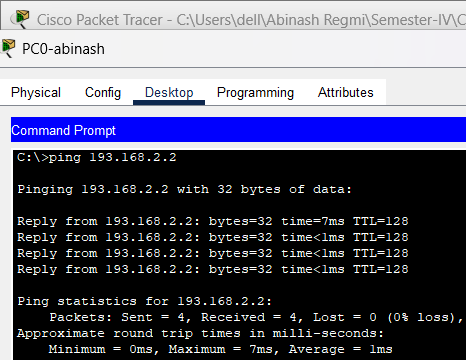 Cisco Packet Tracer - C:\Users\dell\Abinash Regmi\Semester-IV\C
PC0-abinash
Physical Config Desktop Programming Attributes
Command Prompt
C:\>ping 193.168.2.2
Pinging 193.168.2.2 with 32 bytes of data:
Reply from 193.168.2.2: bytes=32 time=7ms TTL=128
Reply from 193.168.2.2: bytes=32 time<1ms TTL=128
Reply from 193.168.2.2: bytes=32 time<1ms TTL=128
Reply from 193.168.2.2: bytes=32 time<1ms TTL=128
Ping statistics for 193.168.2.2:
Packets: Sent = 4, Received = 4, Lost = 0 (0% loss),
Approximate round trip times in milli-seconds:
Minimum = 0ms, Maximum = 7ms, Average = 1ms